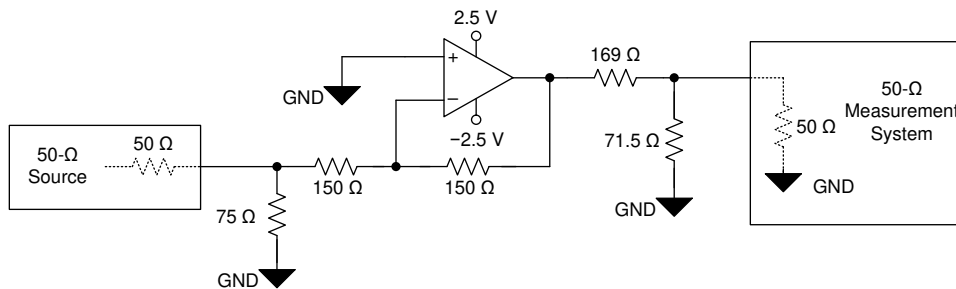 2.5 V
169 Ω
+
GND
−
−2.5 V
71.5 Ω
GND
50-Ω
Measurement
System
50 Ω
GND
50-Ω
Source
50 Ω
150 Ω
150 Ω
75 Ω
GND